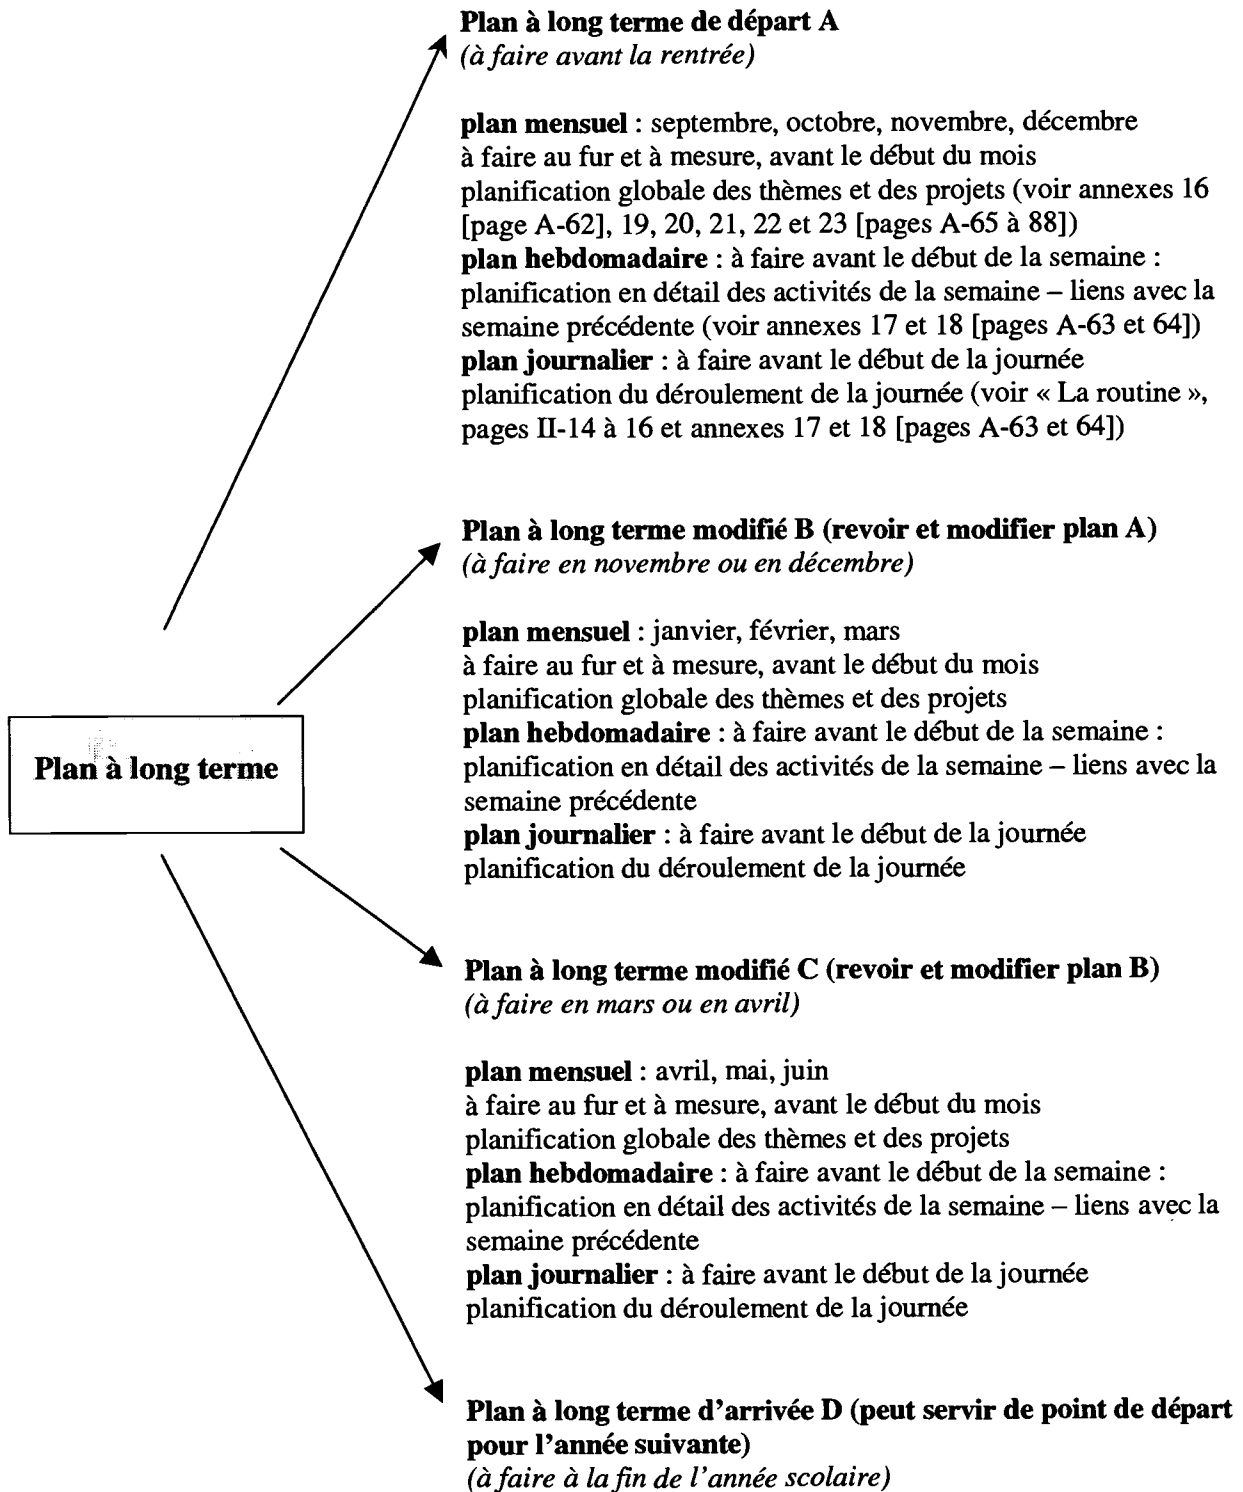 Plan à long terme de départ A
(à faire avant la rentrée)
plan mensuel : septembre, octobre, novembre, décembre
à faire au fur et à mesure, avant le début du mois
planification globale des thèmes et des projets (voir annexes 16
[page A-62], 19, 20, 21, 22 et 23 [pages A-65 à 88])
plan hebdomadaire : à faire avant le début de la semaine :
planification en détail des activités de la semaine – liens avec la
semaine précédente (voir annexes 17 et 18 [pages A-63 et 64])
plan journalier : à faire avant le début de la journée
planification du déroulement de la journée (voir « La routine »,
pages II-14 à 16 et annexes 17 et 18 [pages A-63 et 64])
Plan à long terme modifié B (revoir et modifier plan A)
(à faire en novembre ou en décembre)
plan mensuel : janvier, février, mars
à faire au fur et à mesure, avant le début du mois
planification globale des thèmes et des projets
plan hebdomadaire : à faire avant le début de la semaine :
planification en détail des activités de la semaine – liens avec la
semaine précédente
plan journalier : à faire avant le début de la journée
planification du déroulement de la journée
Plan à long terme
Plan à long terme modifié C (revoir et modifier plan B)
(à faire en mars ou en avril)
plan mensuel : avril, mai, juin
à faire au fur et à mesure, avant le début du mois
planification globale des thèmes et des projets
plan hebdomadaire : à faire avant le début de la semaine :
planification en détail des activités de la semaine – liens avec la
semaine précédente
plan journalier : à faire avant le début de la journée
planification du déroulement de la journée
Plan à long terme d'arrivée D (peut servir de point de départ
pour l'année suivante)
(à faire à la fin de l'année scolaire)